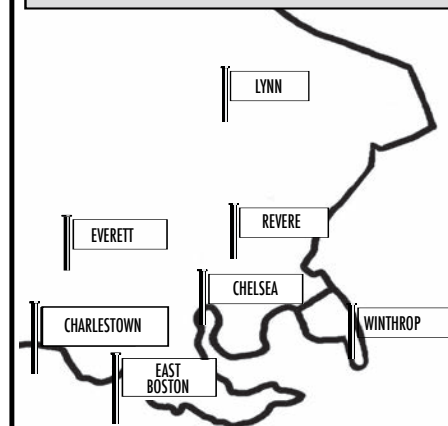 LYNN
REVERE
EVERETT
CHELSEA
CHARLESTOWN
WINTHROP
EAST
BOSTON